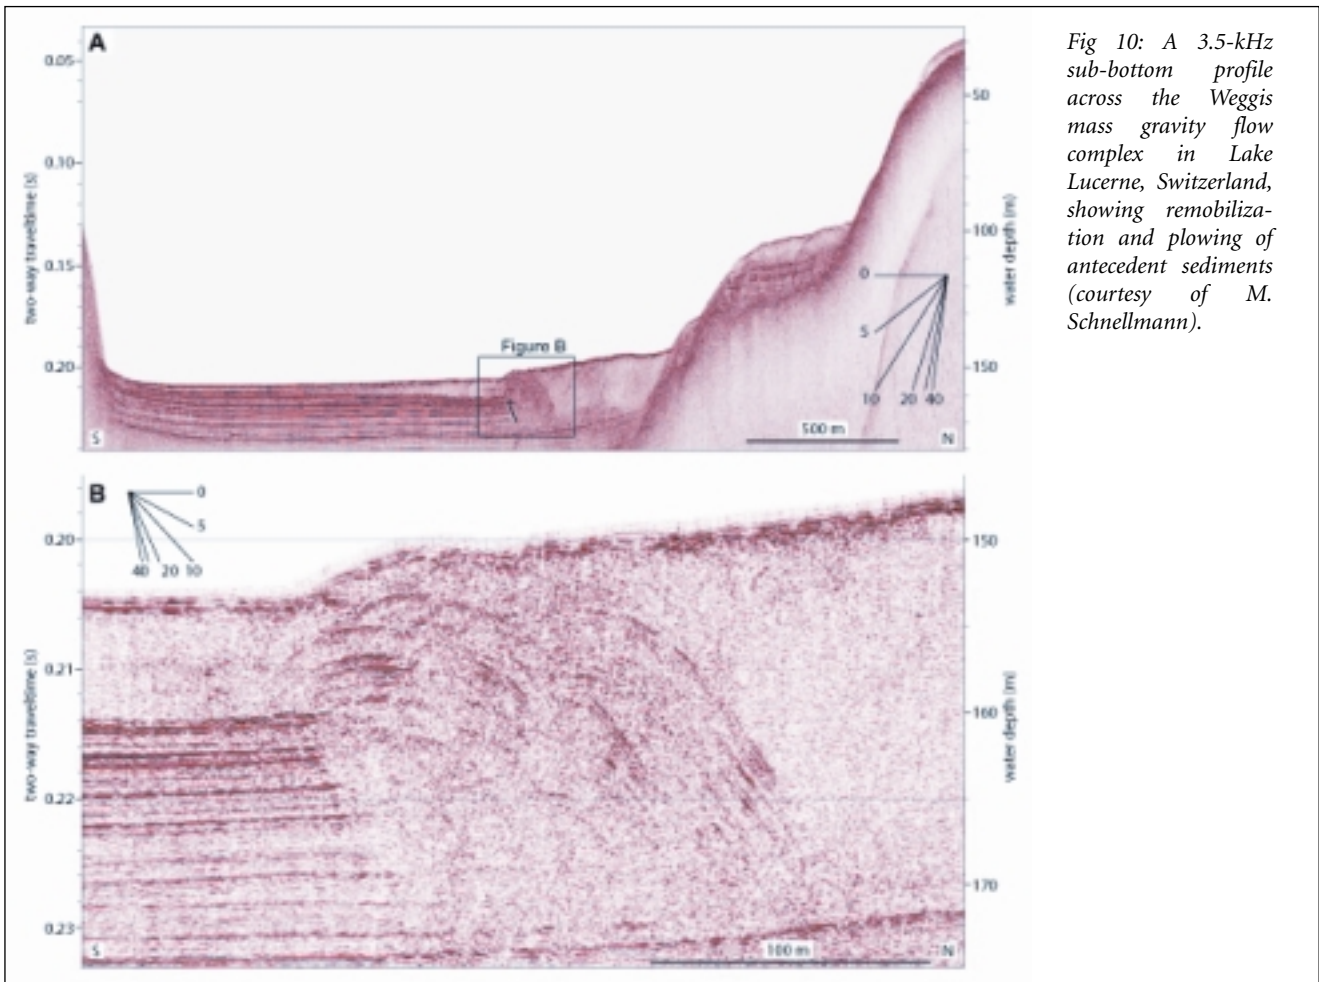 A
0.05
0.10
0.15
0.20
two-way traveltime (s)
50
100
150
water depth (m)
Figure B
0
5
10 20 40
500 m
S
N
B
0
5
40 20 10
0.20
0.21
0.22
0.23
two-way traveltime (s)
150
160
170
water depth (m)
100 m
S
N
Fig 10: A 3.5-kHz
sub-bottom profile
across the Weggis
mass gravity flow
complex in Lake
Lucerne, Switzerland,
showing remobiliza-
tion and plowing of
antecedent sediments
(courtesy of M.
Schnellmann).